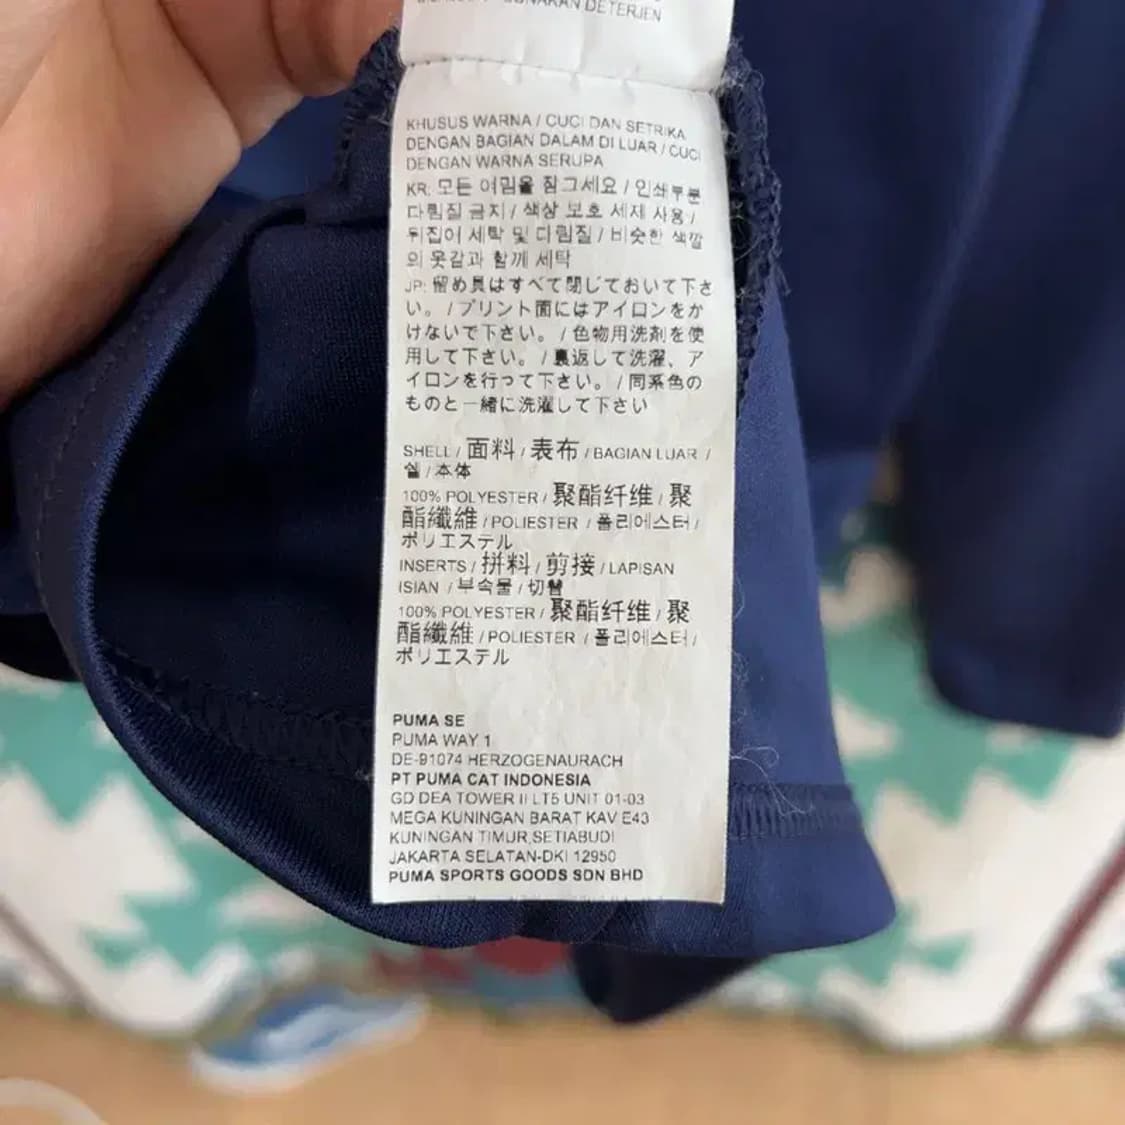 GUNAKAN DETERJEN
KHUSUS WARNA / CUCI DAN SETRIKA
DENGAN BAGIAN DALAM DI LUAR / CUCI
DENGAN WARNA SERUPA
KR: 모든 여밈을 잠그세요 / 인쇄부분
다림질 금지 / 색상 보호 세제 사용 /
뒤집어 세탁 및 다림질 / 비슷한 색깔
의 옷감과 함께 세탁
JP: 留め具はすべて閉じておいて下さ
い。 / プリント面にはアイロンをか
けないで下さい。 / 色物用洗剤を使
用して下さい。 / 裏返して洗濯、ア
イロンを行って下さい。 / 同系色の
ものと一緒に洗濯して下さい
SHELL / 面料 / 表布 / BAGIAN LUAR /
쉘 / 本体
100% POLYESTER / 聚酯纤维 / 聚
酯纖維 / POLIESTER / 폴리에스터 /
ポリエステル
INSERTS / 拼料 / 剪接 / LAPISAN
ISIAN / 부속물 / 切替
100% POLYESTER / 聚酯纤维 / 聚
酯纖維 / POLIESTER / 폴리에스터 /
ポリエステル
PUMA SE
PUMA WAY 1
DE-91074 HERZOGENAURACH
PT PUMA CAT INDONESIA
GD DEA TOWER II LT5 UNIT 01-03
MEGA KUNINGAN BARAT KAV E43
KUNINGAN TIMUR,SETIABUDI
JAKARTA SELATAN-DKI 12950
PUMA SPORTS GOODS SDN BHD